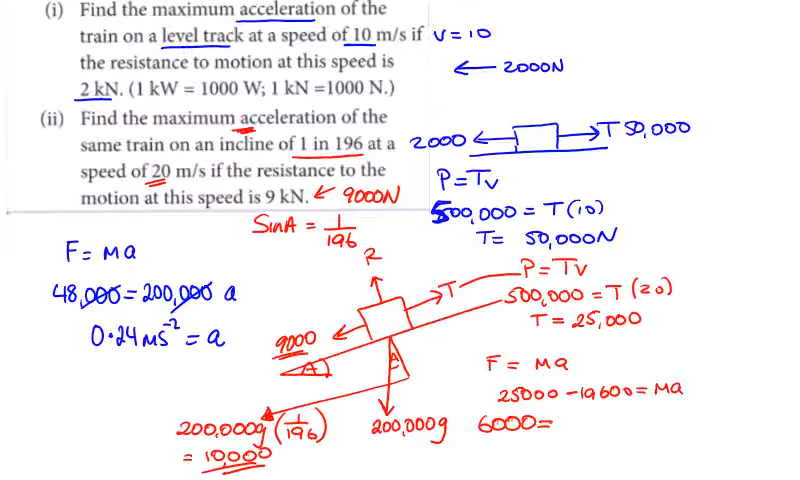 (i) Find the maximum acceleration of the
train on a level track at a speed of 10 m/s if
the resistance to motion at this speed is
2 kN. (1 kW = 1000 W; 1 kN =1000 N.)
(ii) Find the maximum acceleration of the
same train on an incline of 1 in 196 at a
speed of 20 m/s if the resistance to the
motion at this speed is 9 kN.
V = 10
2000N
2000
T 50,000
P = Tv
500,000 = T (10)
T = 50,000N
9000N
Sin A = 1/196
F = ma
48,000 = 200,000 a
0.24 ms⁻² = a
R
T
9000
A
A
200,000g (1/196)
= 10,000
200,000g
P = Tv
500,000 = T (20)
T = 25,000
F = ma
25000 - 19600 = Ma
6000 =